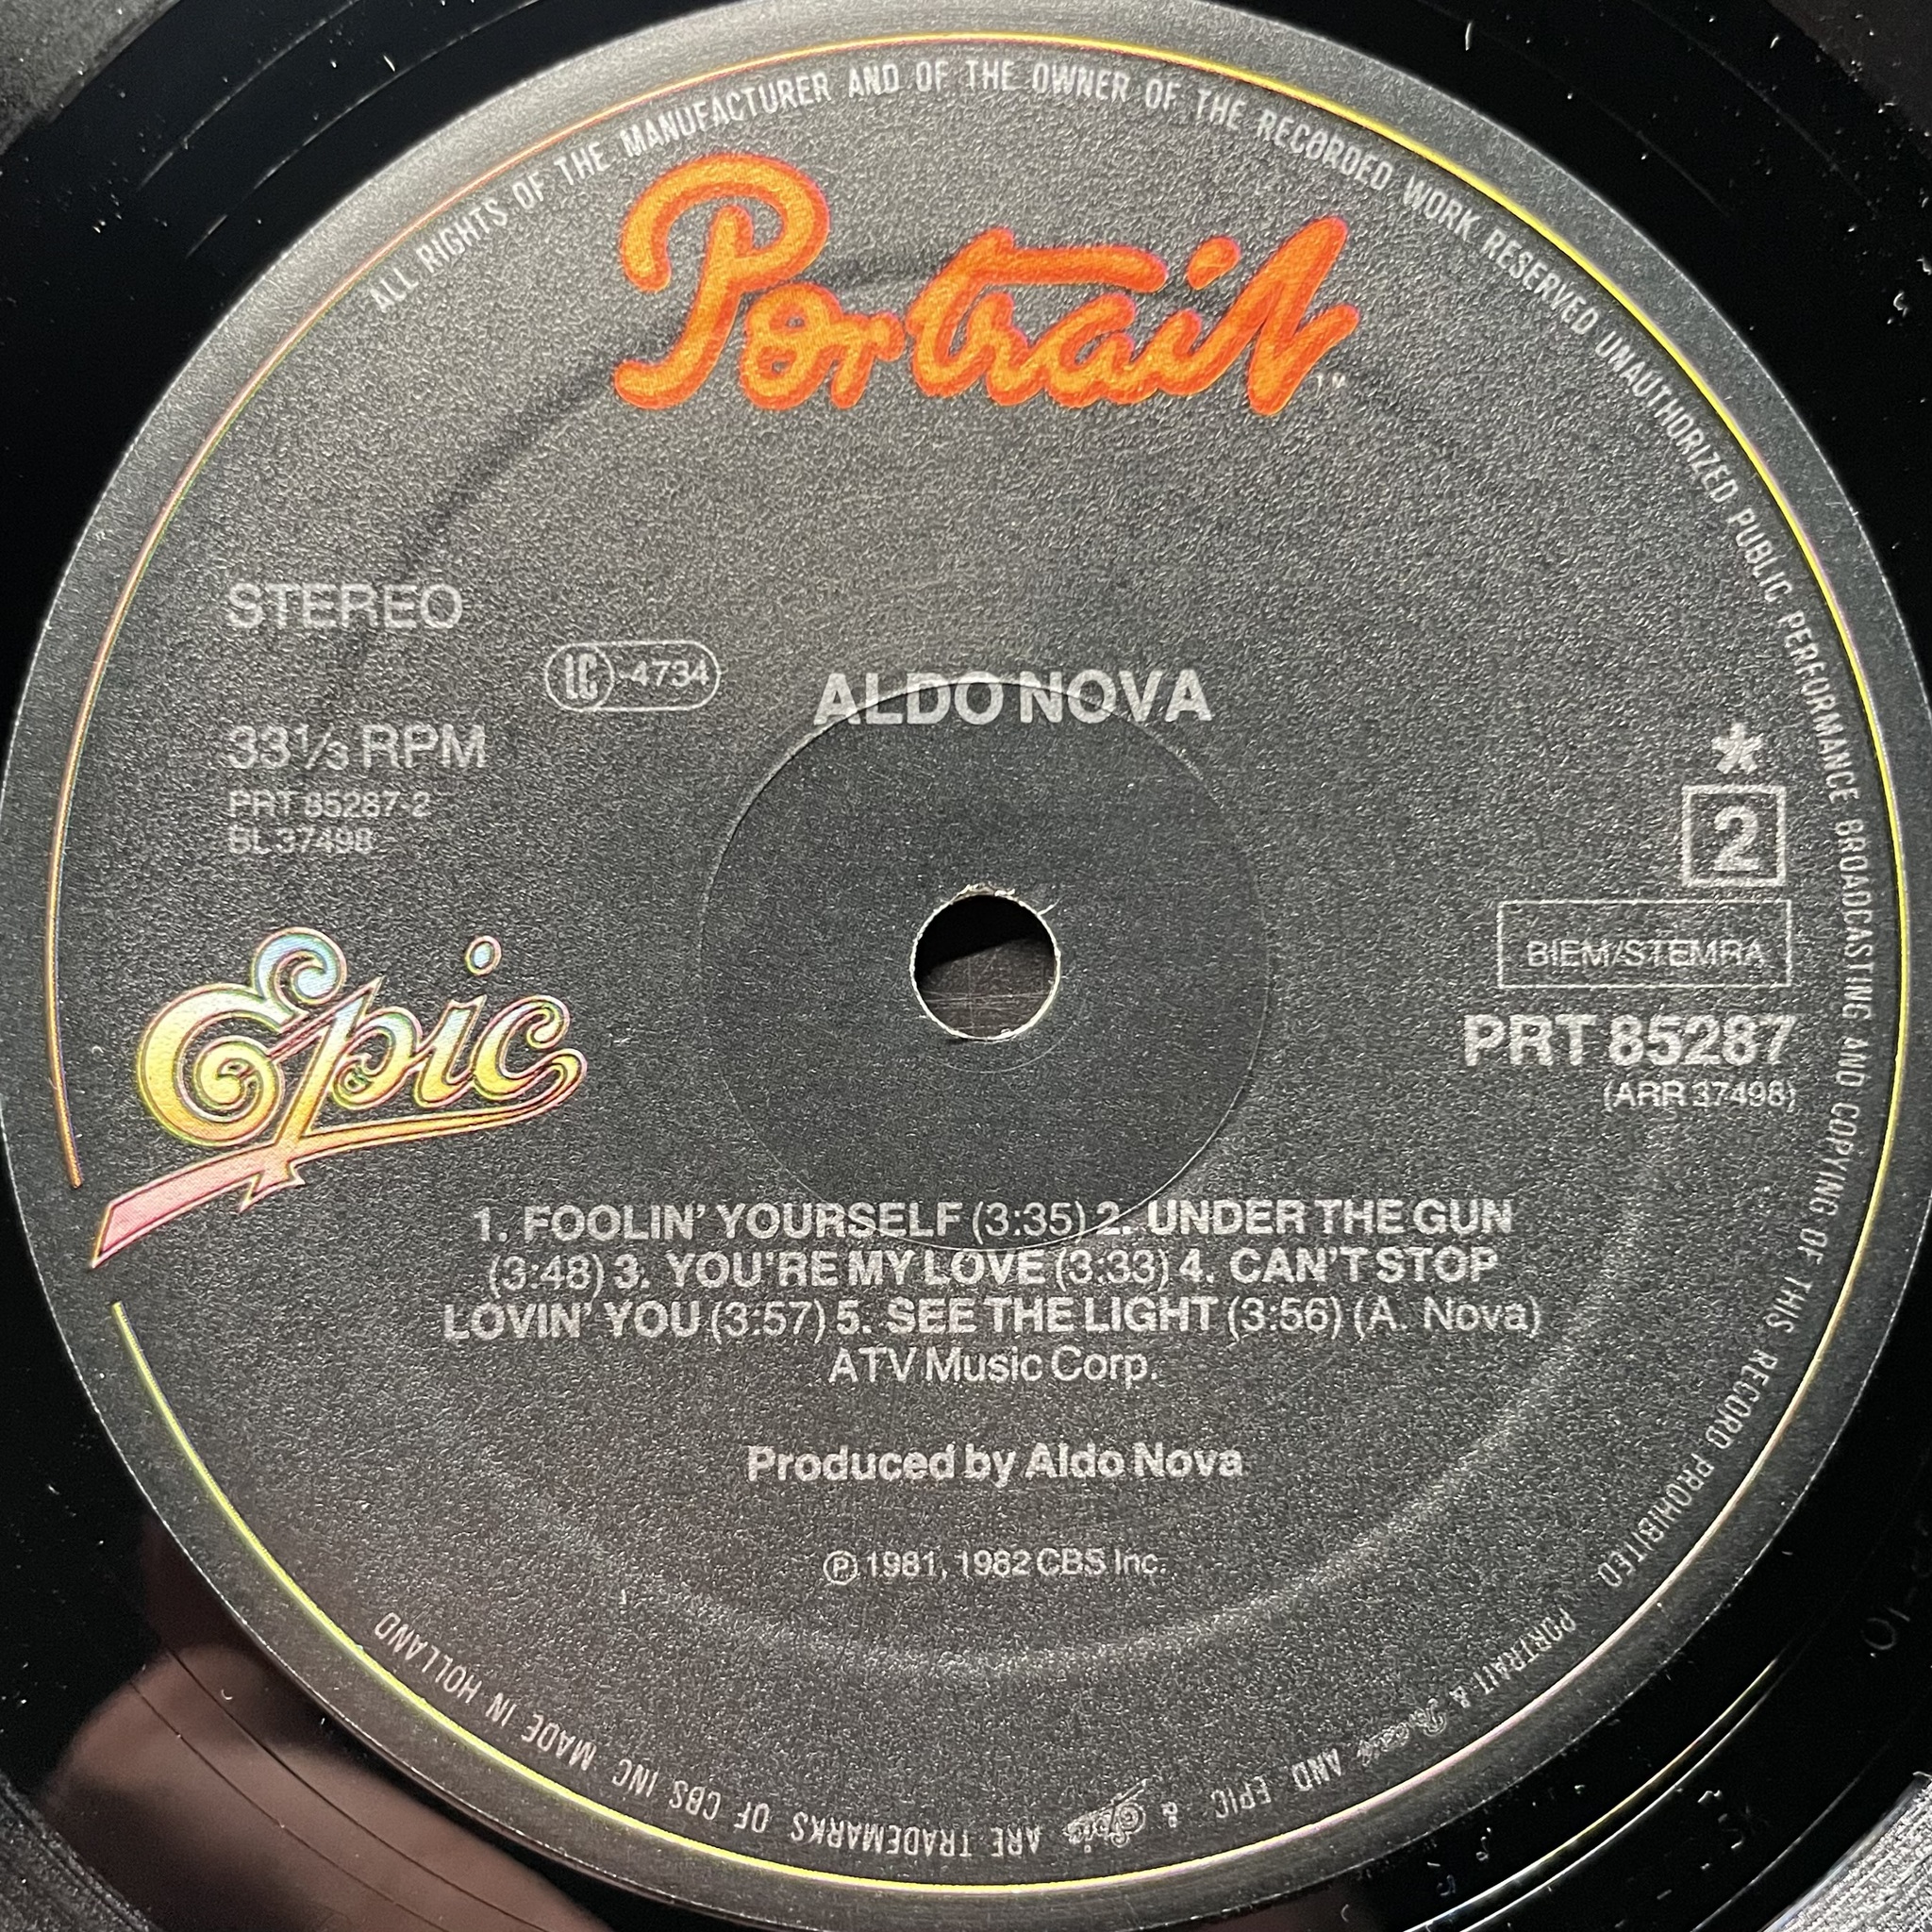 ALL RIGHTS OF THE MANUFACTURER AND OF THE OWNER OF THE RECORDED WORK RESERVED UNAUTHORIZED PUBLIC PERFORMANCE BROADCASTING AND COPYING OF THIS RECORD PROHIBITED
Portrait
TM
STEREO
LC-4734
ALDO NOVA
33⅓ RPM
PRT 85287-2
BL 37498
*
2
BIEM/STEMRA
Epic
PRT 85287
(ARR 37498)
1. FOOLIN' YOURSELF (3:35) 2. UNDER THE GUN
(3:48) 3. YOU'RE MY LOVE (3:33) 4. CAN'T STOP
LOVIN' YOU (3:57) 5. SEE THE LIGHT (3:56) (A. Nova)
ATV Music Corp.
Produced by Aldo Nova
℗ 1981, 1982 CBS Inc.
PORTRAIT & Portrait AND EPIC & Epic ARE TRADEMARKS OF CBS INC MADE IN HOLLAND